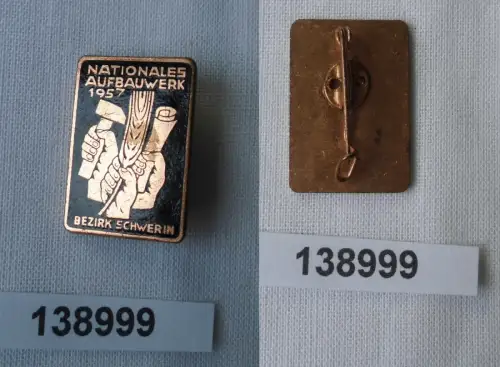 NATIONALES
AUFBAUWERK
1957
BEZIRK SCHWERIN
138999
138999